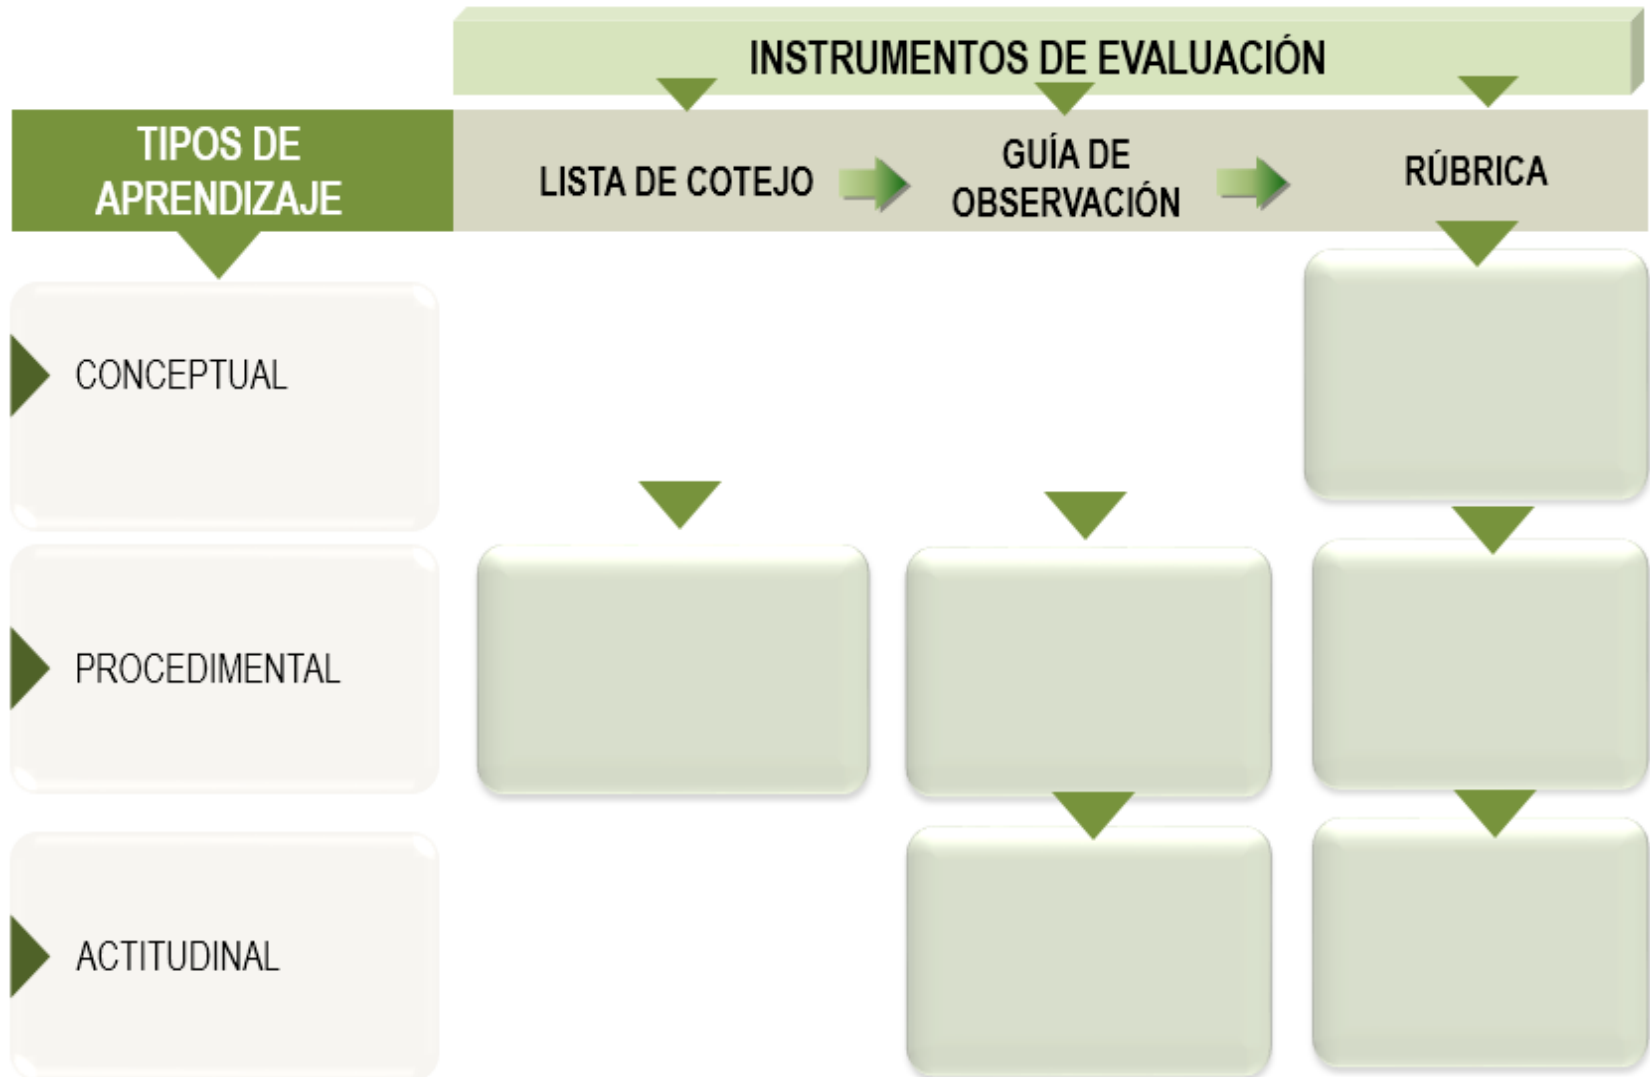 INSTRUMENTOS DE EVALUACIÓN
TIPOS DE
APRENDIZAJE
LISTA DE COTEJO
GUÍA DE
OBSERVACIÓN
RÚBRICA
CONCEPTUAL
PROCEDIMENTAL
ACTITUDINAL